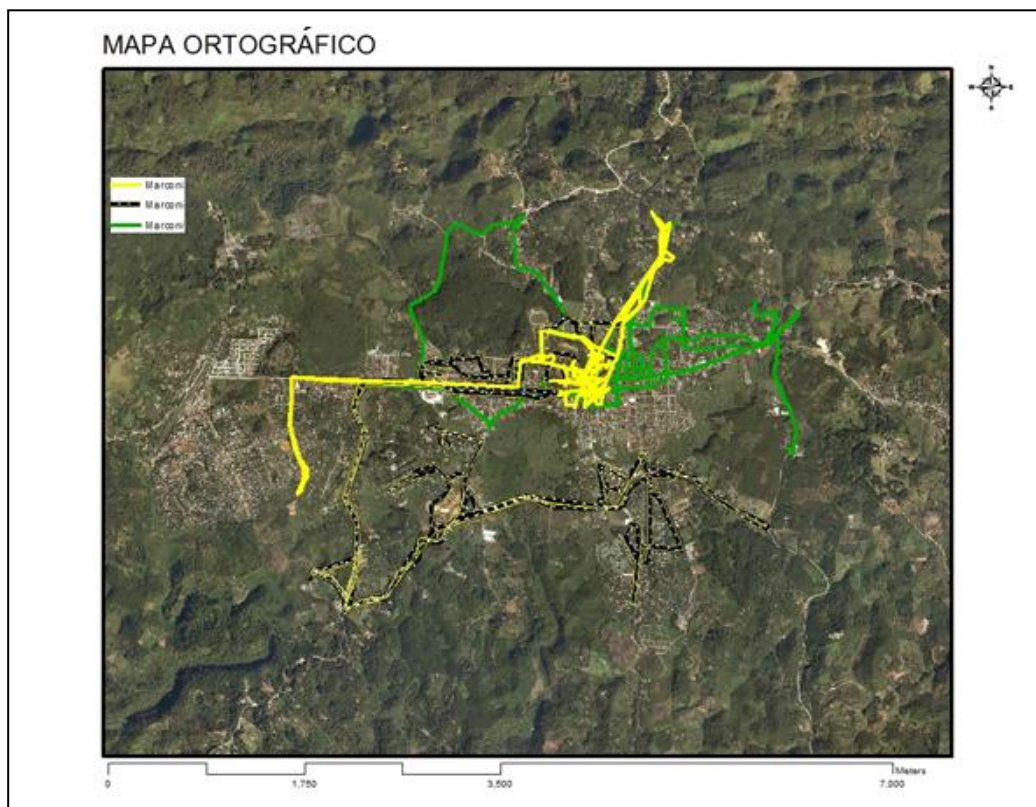 MAPA ORTOGRÁFICO
N
W E
S
Marconi
Marconi
Marconi
Meters
0 1,750 3,500 7,000